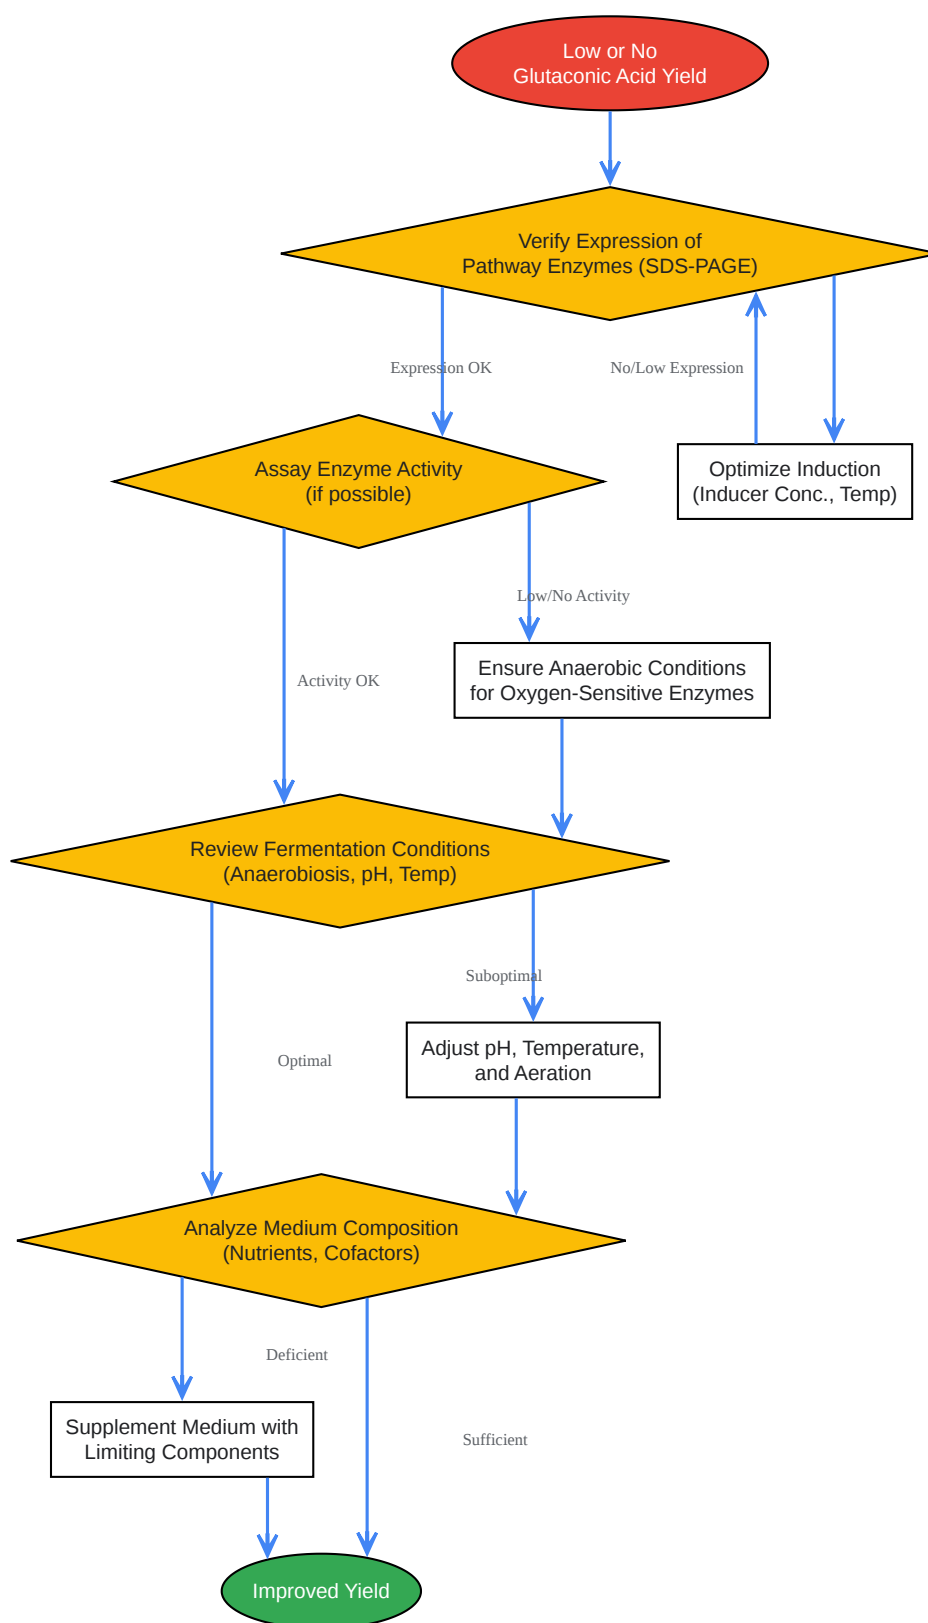 Low or No
Glutaconic Acid Yield
Verify Expression of
Pathway Enzymes (SDS-PAGE)
Expression OK
No/Low Expression
Assay Enzyme Activity
(if possible)
Optimize Induction
(Inducer Conc., Temp)
Low/No Activity
Activity OK
Ensure Anaerobic Conditions
for Oxygen-Sensitive Enzymes
Review Fermentation Conditions
(Anaerobiosis, pH, Temp)
Suboptimal
Optimal
Adjust pH, Temperature,
and Aeration
Analyze Medium Composition
(Nutrients, Cofactors)
Deficient
Supplement Medium with
Limiting Components
Sufficient
Improved Yield